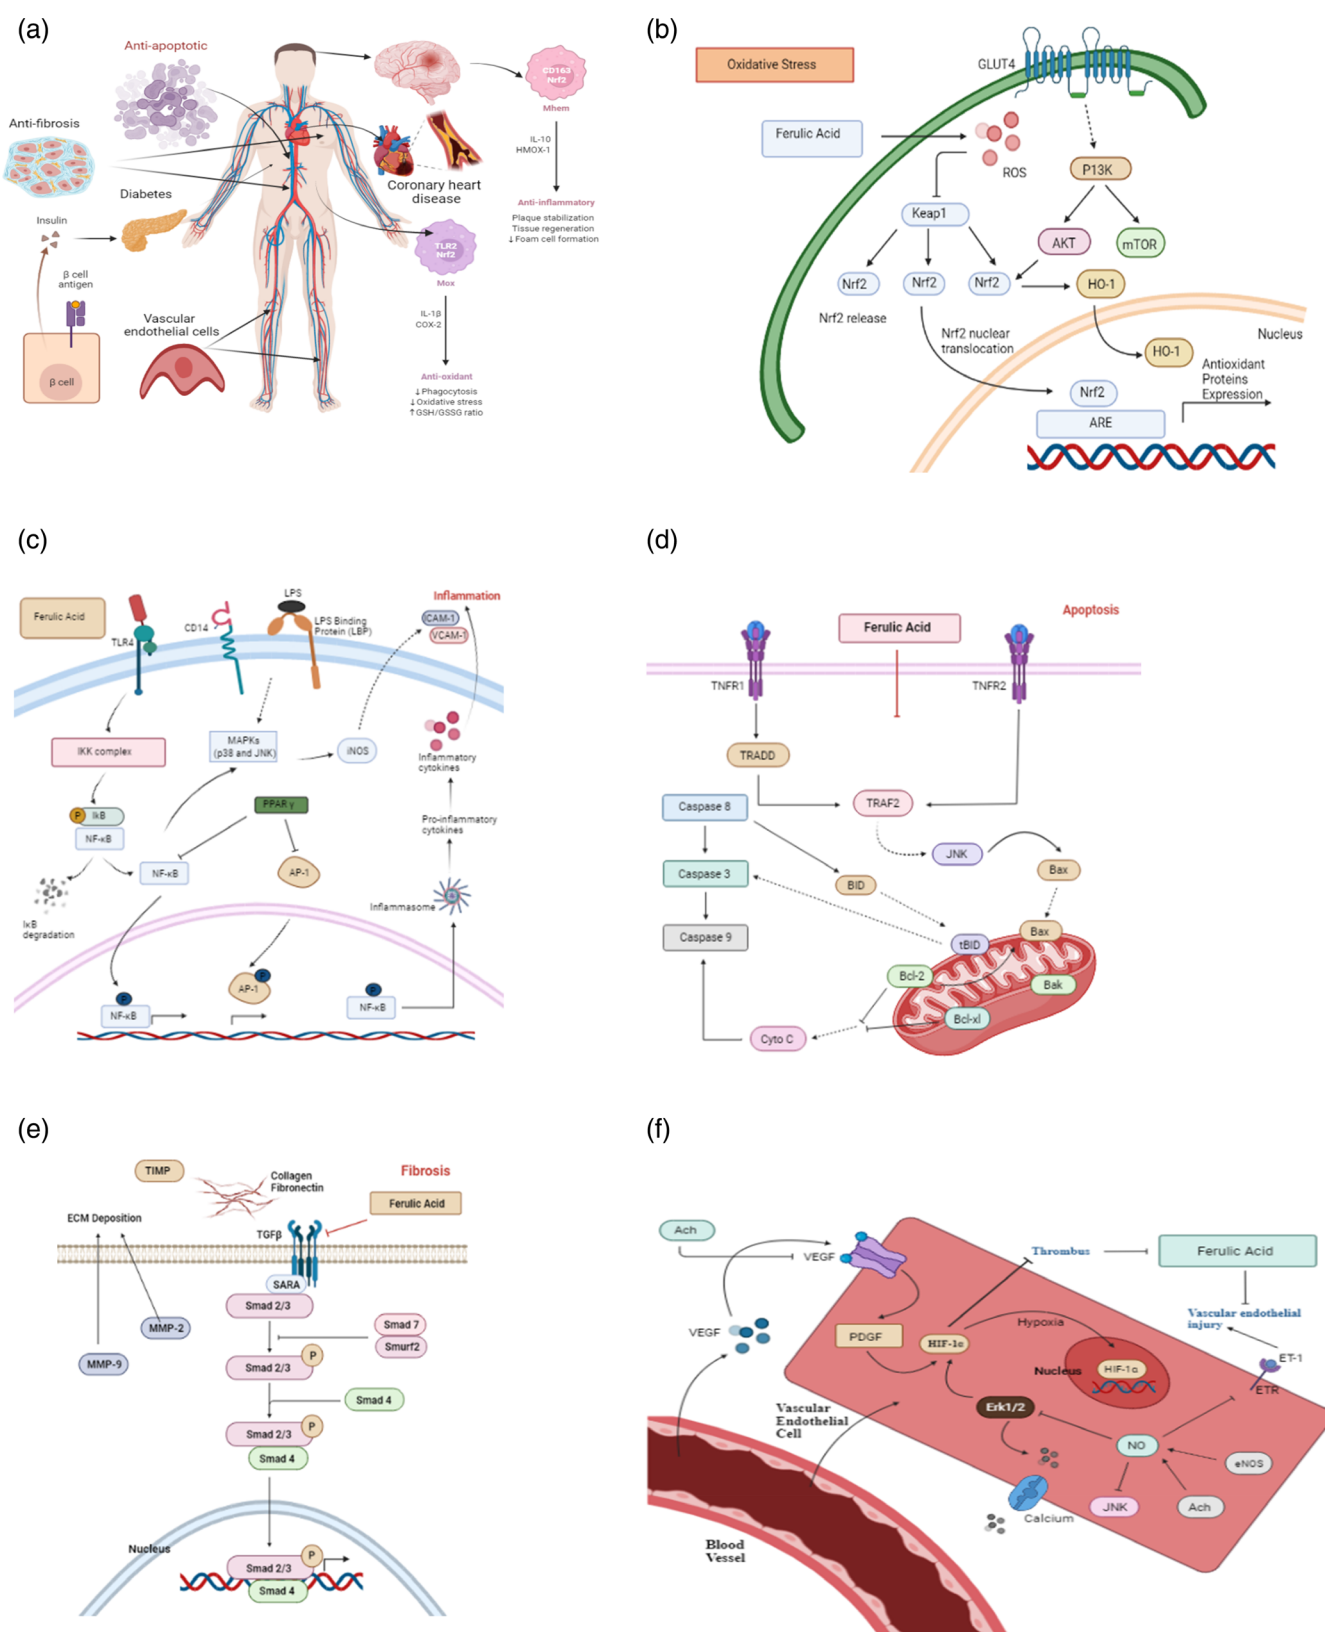 (a)
Anti-apoptotic
CD163
Nrf2
Mhem
Anti-fibrosis
IL-10
HMOX-1
Coronary heart
disease
Diabetes
Insulin
Anti-inflammatory
Plaque stabilization
Tissue regeneration
↓Foam cell formation
TLR2
Nrf2
Mox
β cell
antigen
Vascular
endothelial cells
IL-1β
COX-2
β cell
Anti-oxidant
↓Phagocytosis
↓Oxidative stress
↑GSH/GSSG ratio
(b)
Oxidative Stress
GLUT4
Ferulic Acid
ROS
P13K
Keap1
AKT
mTOR
Nrf2
Nrf2
Nrf2
HO-1
Nrf2 release
Nrf2 nuclear
translocation
Nucleus
HO-1
Antioxidant
Proteins
Expression
Nrf2
ARE
(c)
LPS
Inflammation
Ferulic Acid
TLR4
CD14
LPS Binding
Protein (LBP)
ICAM-1
VCAM-1
IKK complex
MAPKs
(p38 and JNK)
iNOS
Inflammatory
cytokines
P
IkB
NF-κB
PPAR γ
Pro-inflammatory
cytokines
NF-κB
AP-1
Inflammasome
IκB
degradation
P
AP-1
P
NF-κB
P
NF-κB
(d)
Apoptosis
Ferulic Acid
TNFR1
TNFR2
TRADD
Caspase 8
TRAF2
JNK
Bax
Caspase 3
BID
Caspase 9
tBID
Bax
Bcl-2
Bak
Bcl-xl
Cyto C
(e)
TIMP
Collagen
Fibronectin
Fibrosis
Ferulic Acid
ECM Deposition
TGFβ
SARA
Smad 2/3
MMP-2
Smad 7
Smurf2
MMP-9
P
Smad 2/3
Smad 4
P
Smad 2/3
Smad 4
Nucleus
P
Smad 2/3
Smad 4
(f)
Ach
VEGF
Thrombus
Ferulic Acid
VEGF
PDGF
HIF-1α
Hypoxia
Vascular endothelial
injury
Nucleus
HIF-1α
ET-1
ETR
Vascular
Endothelial
Cell
Erk1/2
NO
eNOS
JNK
Ach
Calcium
Blood
Vessel